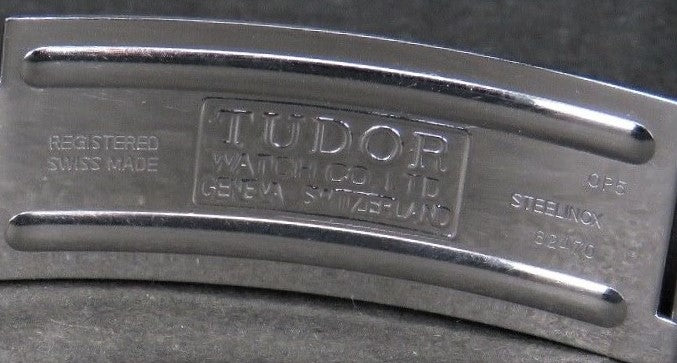 REGISTERED
SWISS MADE
TUDOR
WATCH CO. LTD
GENEVA SWITZERLAND
OP5
STEELINOX